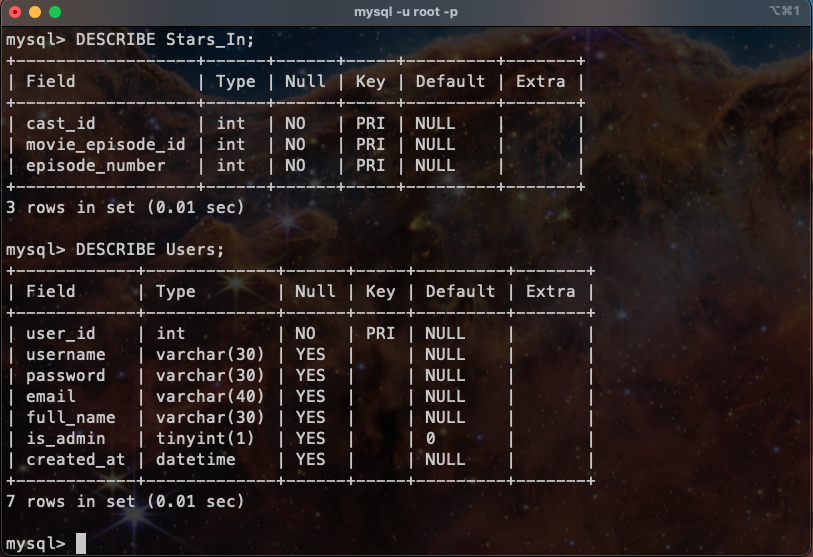 mysql -u root -p
⌥⌘1
mysql> DESCRIBE Stars_In;
+------------------+------+------+-----+---------+-------+
| Field            | Type | Null | Key | Default | Extra |
+------------------+------+------+-----+---------+-------+
| cast_id          | int  | NO   | PRI | NULL    |       |
| movie_episode_id | int  | NO   | PRI | NULL    |       |
| episode_number   | int  | NO   | PRI | NULL    |       |
+------------------+------+------+-----+---------+-------+
3 rows in set (0.01 sec)
mysql> DESCRIBE Users;
+------------+-------------+------+-----+---------+-------+
| Field      | Type        | Null | Key | Default | Extra |
+------------+-------------+------+-----+---------+-------+
| user_id    | int         | NO   | PRI | NULL    |       |
| username   | varchar(30) | YES  |     | NULL    |       |
| password   | varchar(30) | YES  |     | NULL    |       |
| email      | varchar(40) | YES  |     | NULL    |       |
| full_name  | varchar(30) | YES  |     | NULL    |       |
| is_admin   | tinyint(1)  | YES  |     | 0       |       |
| created_at | datetime    | YES  |     | NULL    |       |
+------------+-------------+------+-----+---------+-------+
7 rows in set (0.01 sec)
mysql>